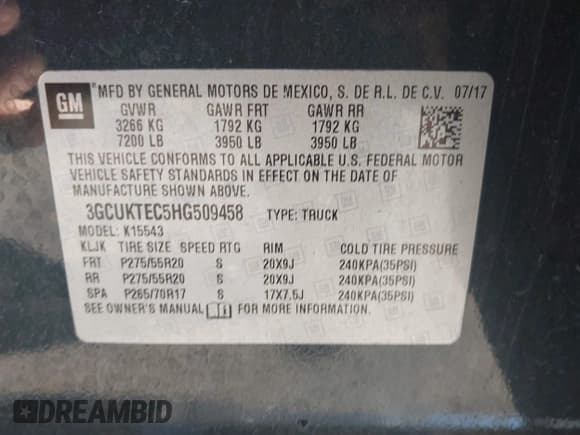 GM
MFD BY GENERAL MOTORS DE MEXICO, S. DE R.L. DE C.V. 07/17
GVWR GAWR FRT GAWR RR
3266 KG 1792 KG 1792 KG
7200 LB 3950 LB 3950 LB
THIS VEHICLE CONFORMS TO ALL APPLICABLE U.S. FEDERAL MOTOR
VEHICLE SAFETY STANDARDS IN EFFECT ON THE DATE OF
MANUFACTURE SHOWN ABOVE.
3GCUKTEC5HG509458 TYPE: TRUCK
MODEL: K15543
KLJK TIRE SIZE SPEED RTG RIM COLD TIRE PRESSURE
FRT P275/55R20 S 20X9J 240KPA(35PSI)
RR P275/55R20 S 20X9J 240KPA(35PSI)
SPA P265/70R17 S 17X7.5J 240KPA(35PSI)
SEE OWNER'S MANUAL FOR MORE INFORMATION.
DREAMBID